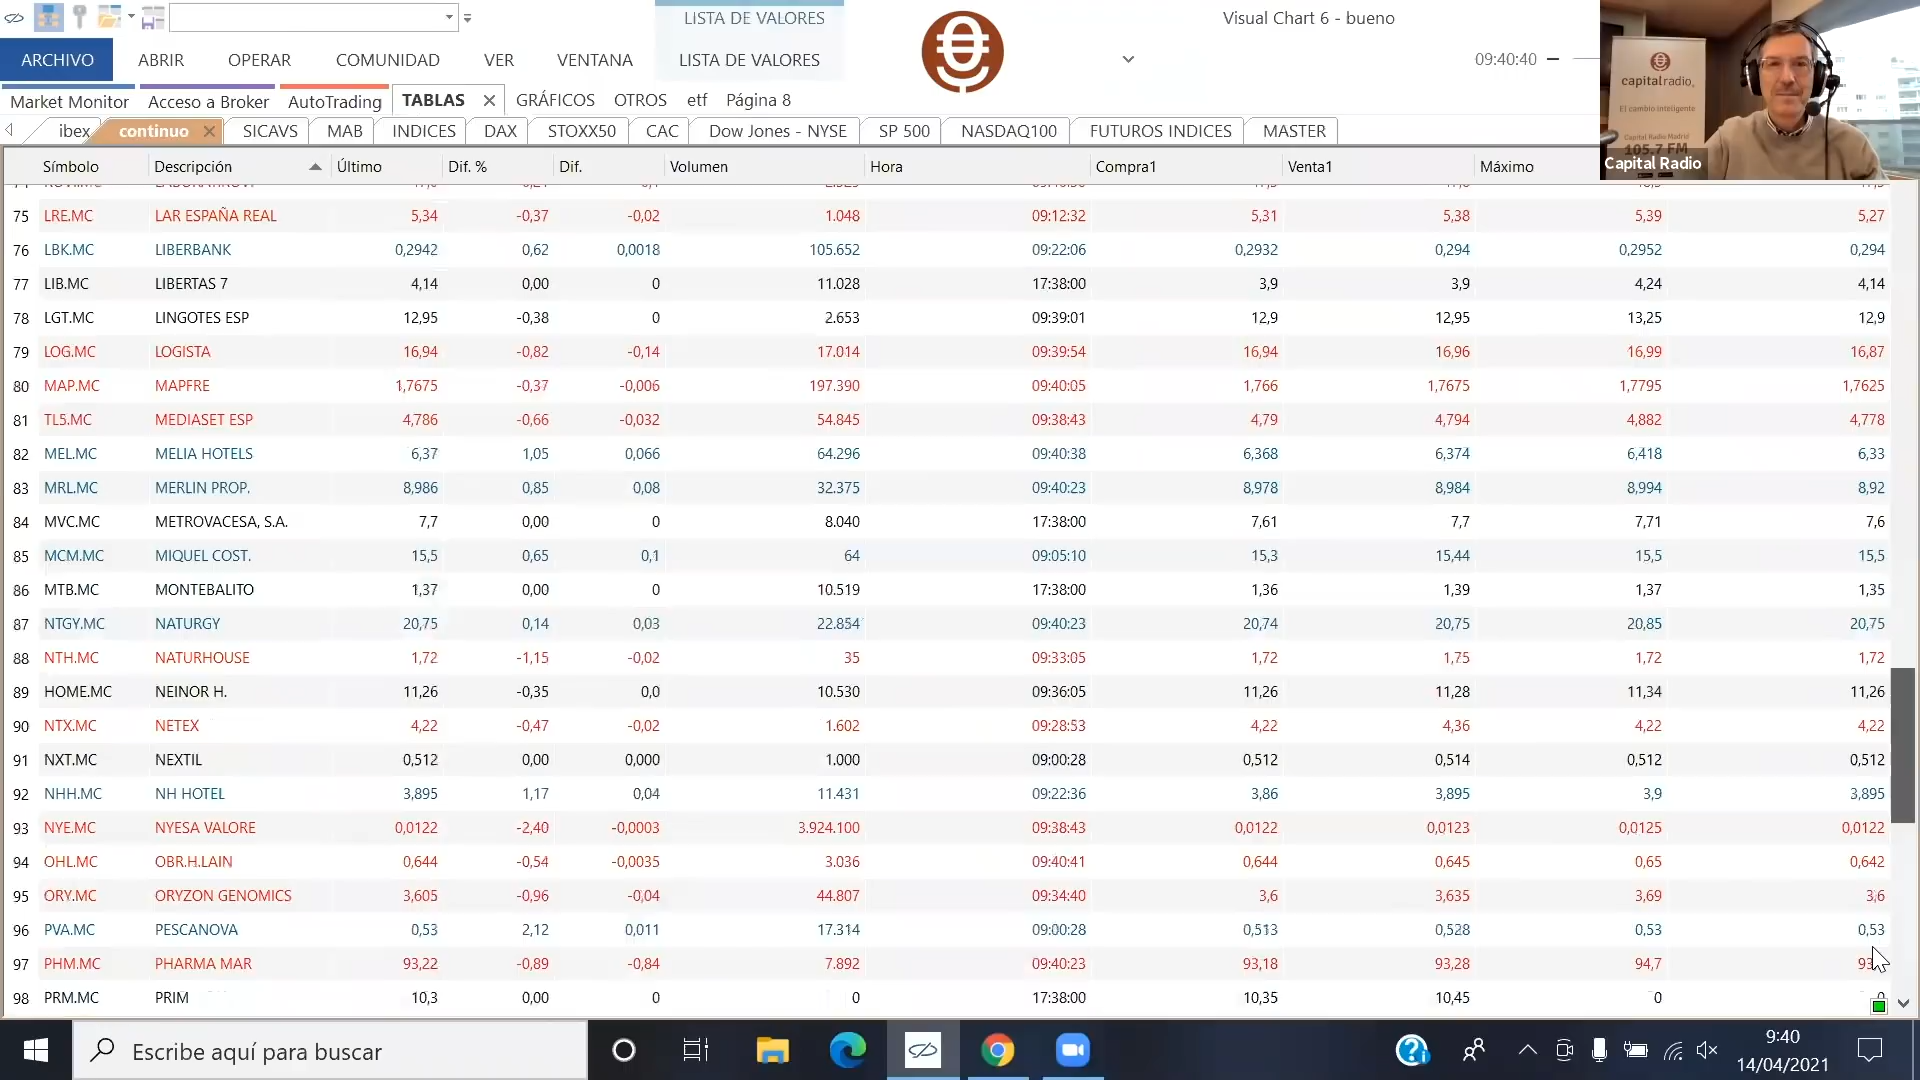 LISTA DE VALORES
Visual Chart 6 - bueno
ARCHIVO ABRIR OPERAR COMUNIDAD VER VENTANA LISTA DE VALORES 09:40:40
capitalradio
El cambio inteligente
Capital Radio Madrid
105.7 FM
Capital Radio
Market Monitor Acceso a Broker AutoTrading TABLAS GRÁFICOS OTROS etf Página 8
ibex continuo SICAVS MAB INDICES DAX STOXX50 CAC Dow Jones - NYSE SP 500 NASDAQ100 FUTUROS INDICES MASTER
Símbolo Descripción Último Dif. % Dif. Volumen Hora Compra1 Venta1 Máximo
75 LRE.MC LAR ESPAÑA REAL 5,34 -0,37 -0,02 1.048 09:12:32 5,31 5,38 5,39 5,27
76 LBK.MC LIBERBANK 0,2942 0,62 0,0018 105.652 09:22:06 0,2932 0,294 0,2952 0,294
77 LIB.MC LIBERTAS 7 4,14 0,00 0 11.028 17:38:00 3,9 3,9 4,24 4,14
78 LGT.MC LINGOTES ESP 12,95 -0,38 0 2.653 09:39:01 12,9 12,95 13,25 12,9
79 LOG.MC LOGISTA 16,94 -0,82 -0,14 17.014 09:39:54 16,94 16,96 16,99 16,87
80 MAP.MC MAPFRE 1,7675 -0,37 -0,006 197.390 09:40:05 1,766 1,7675 1,7795 1,7625
81 TL5.MC MEDIASET ESP 4,786 -0,66 -0,032 54.845 09:38:43 4,79 4,794 4,882 4,778
82 MEL.MC MELIA HOTELS 6,37 1,05 0,066 64.296 09:40:38 6,368 6,374 6,418 6,33
83 MRL.MC MERLIN PROP. 8,986 0,85 0,08 32.375 09:40:23 8,978 8,984 8,994 8,92
84 MVC.MC METROVACESA, S.A. 7,7 0,00 0 8.040 17:38:00 7,61 7,7 7,71 7,6
85 MCM.MC MIQUEL COST. 15,5 0,65 0,1 64 09:05:10 15,3 15,44 15,5 15,5
86 MTB.MC MONTEBALITO 1,37 0,00 0 10.519 17:38:00 1,36 1,39 1,37 1,35
87 NTGY.MC NATURGY 20,75 0,14 0,03 22.854 09:40:23 20,74 20,75 20,85 20,75
88 NTH.MC NATURHOUSE 1,72 -1,15 -0,02 35 09:33:05 1,72 1,75 1,72 1,72
89 HOME.MC NEINOR H. 11,26 -0,35 0,0 10.530 09:36:05 11,26 11,28 11,34 11,26
90 NTX.MC NETEX 4,22 -0,47 -0,02 1.602 09:28:53 4,22 4,36 4,22 4,22
91 NXT.MC NEXTIL 0,512 0,00 0,000 1.000 09:00:28 0,512 0,514 0,512 0,512
92 NHH.MC NH HOTEL 3,895 1,17 0,04 11.431 09:22:36 3,86 3,895 3,9 3,895
93 NYE.MC NYESA VALORE 0,0122 -2,40 -0,0003 3.924.100 09:38:43 0,0122 0,0123 0,0125 0,0122
94 OHL.MC OBR.H.LAIN 0,644 -0,54 -0,0035 3.036 09:40:41 0,644 0,645 0,65 0,642
95 ORY.MC ORYZON GENOMICS 3,605 -0,96 -0,04 44.807 09:34:40 3,6 3,635 3,69 3,6
96 PVA.MC PESCANOVA 0,53 2,12 0,011 17.314 09:00:28 0,513 0,528 0,53 0,53
97 PHM.MC PHARMA MAR 93,22 -0,89 -0,84 7.892 09:40:23 93,18 93,28 94,7
98 PRM.MC PRIM 10,3 0,00 0 0 17:38:00 10,35 10,45 0
Escribe aquí para buscar
9:40
14/04/2021